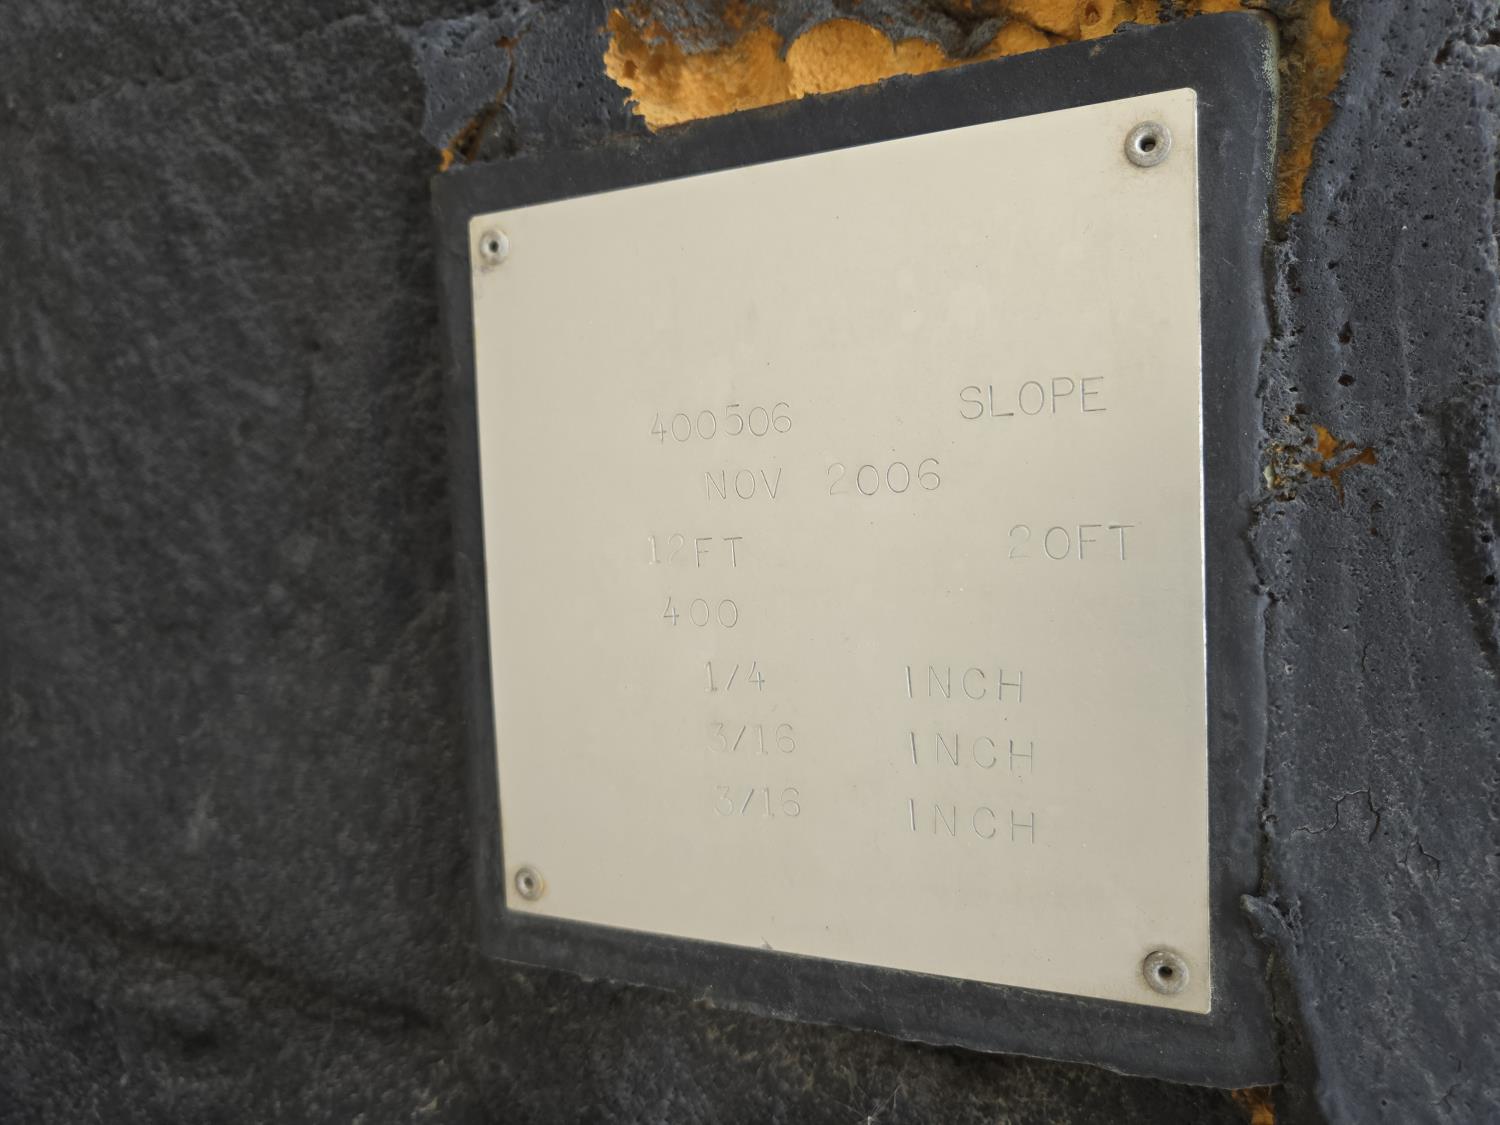 400506 SLOPE
NOV 2006
12FT 20FT
400
1/4 INCH
3/16 INCH
3/16 INCH